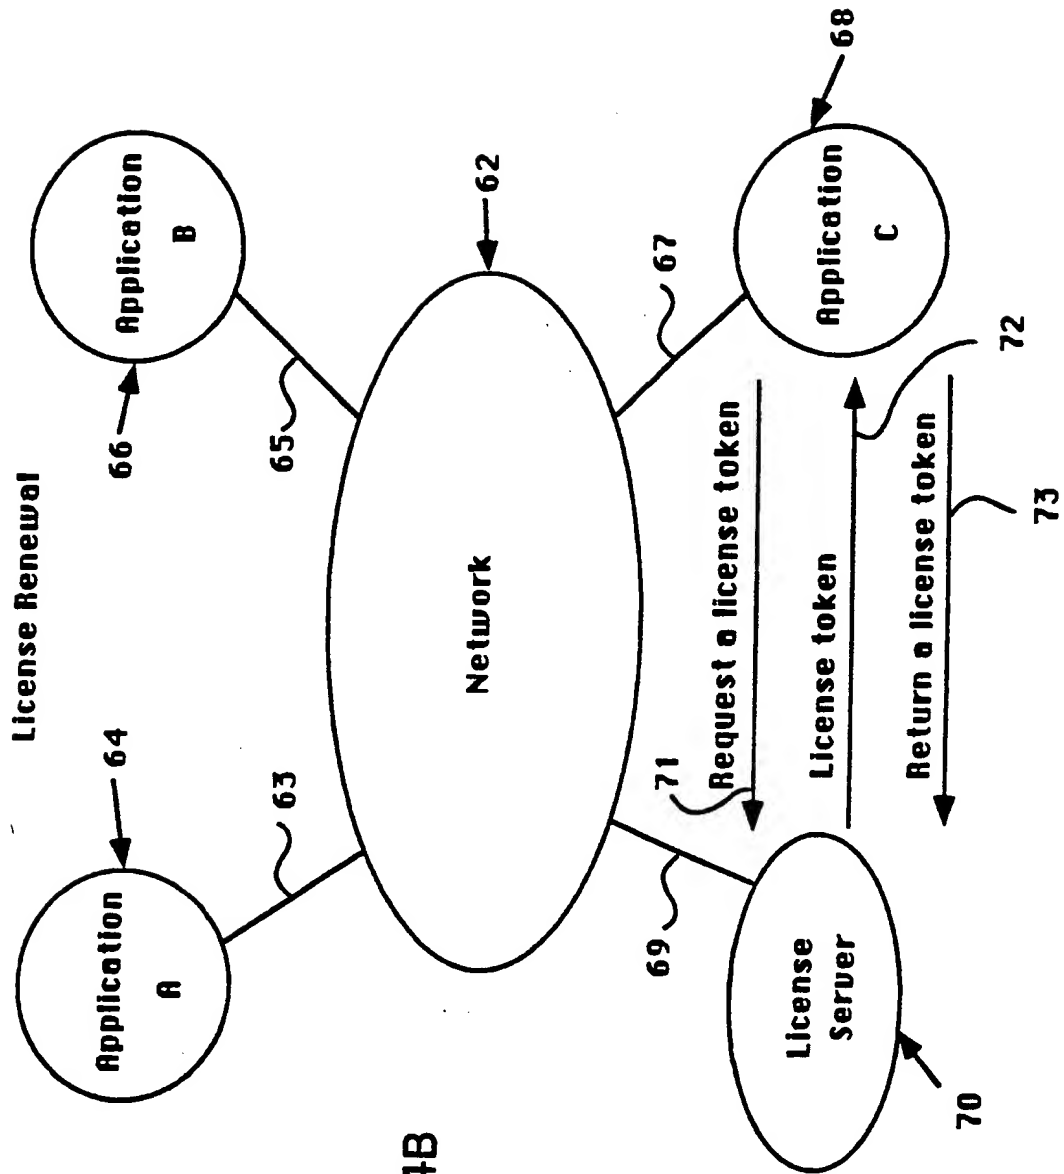 License Renewal
Application
A
64
66
Application
B
63
65
4B
Network
62
69
71
67
Request a license token
License
Server
License token
Application
C
68
Return a license token
70
72
73